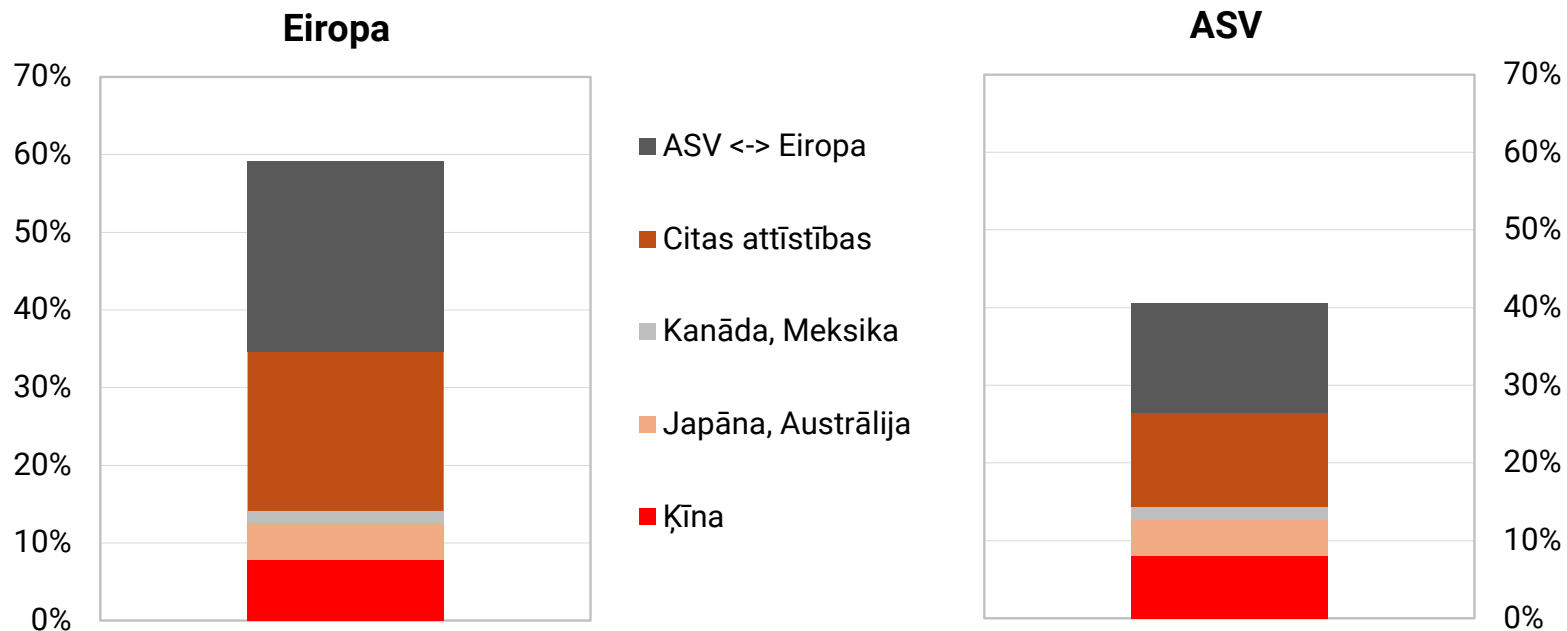 Eiropa
70%
60%
50%
40%
30%
20%
10%
0%
ASV <-> Eiropa
Citas attīstības
Kanāda, Meksika
Japāna, Austrālija
Ķīna
ASV
70%
60%
50%
40%
30%
20%
10%
0%